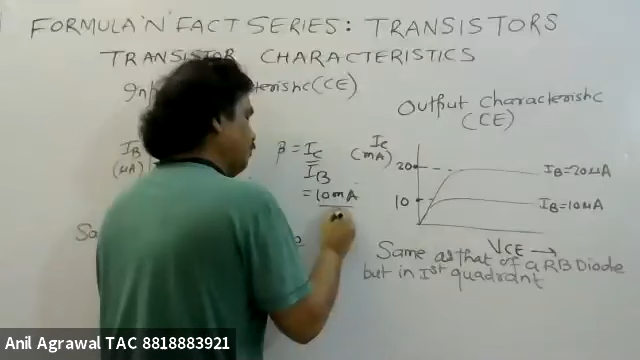 FORMULA 'N' FACT SERIES: TRANSISTORS
TRANSISTOR CHARACTERISTICS
(CE)
Output Characteristic
(CE)
IB
(μA)
β = IC
IB
= 10mA
IC
(mA)
20
10
IB=20μA
IB=10μA
VCE →
Same as that of a RB Diode
but in Ist quadrant
Anil Agrawal TAC 8818883921